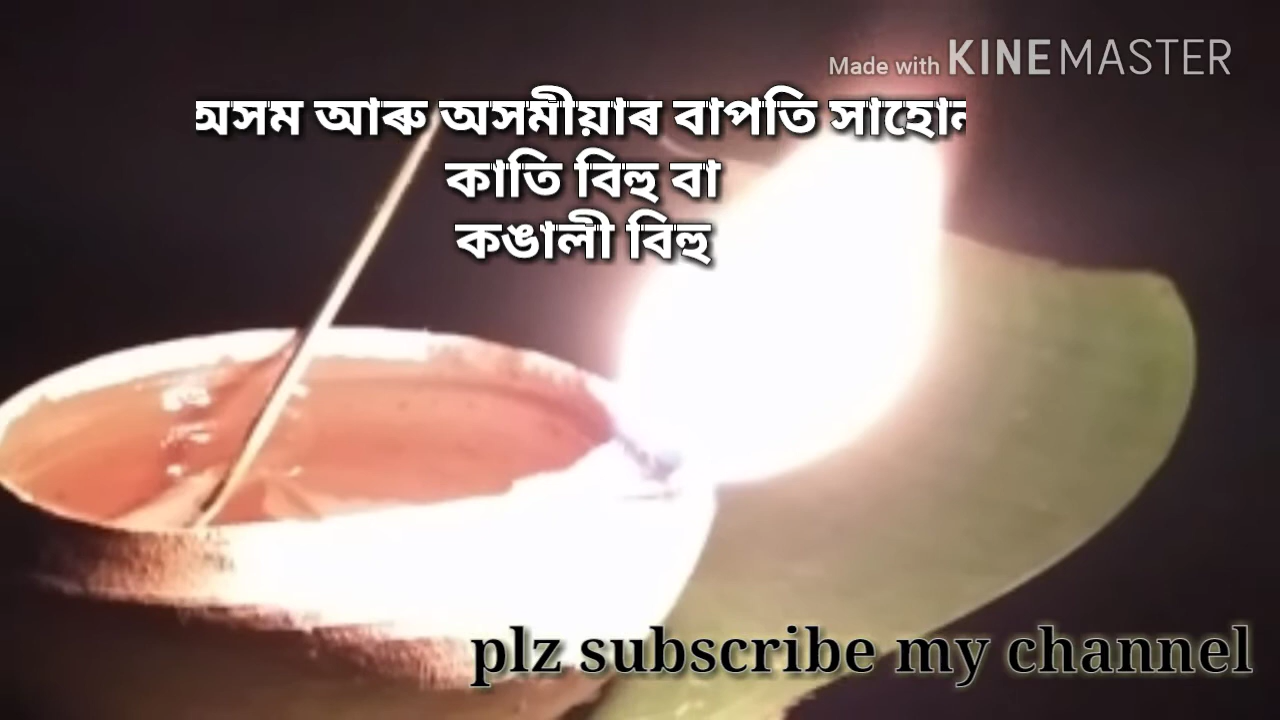 Made with KINEMASTER
অসম আৰু অসমীয়াৰ বাপতি সাহোন
কাতি বিহু বা
কঙালী বিহু
plz subscribe my channel